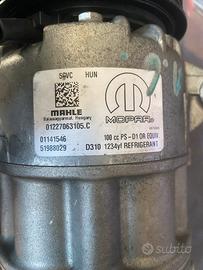 SRVC HUN
MAHLE
MOPAR
01227063105.C
01141546
51988029
100 cc PS-D1 OR EQUIV
D310 1234yf REFRIGERANT
Subito